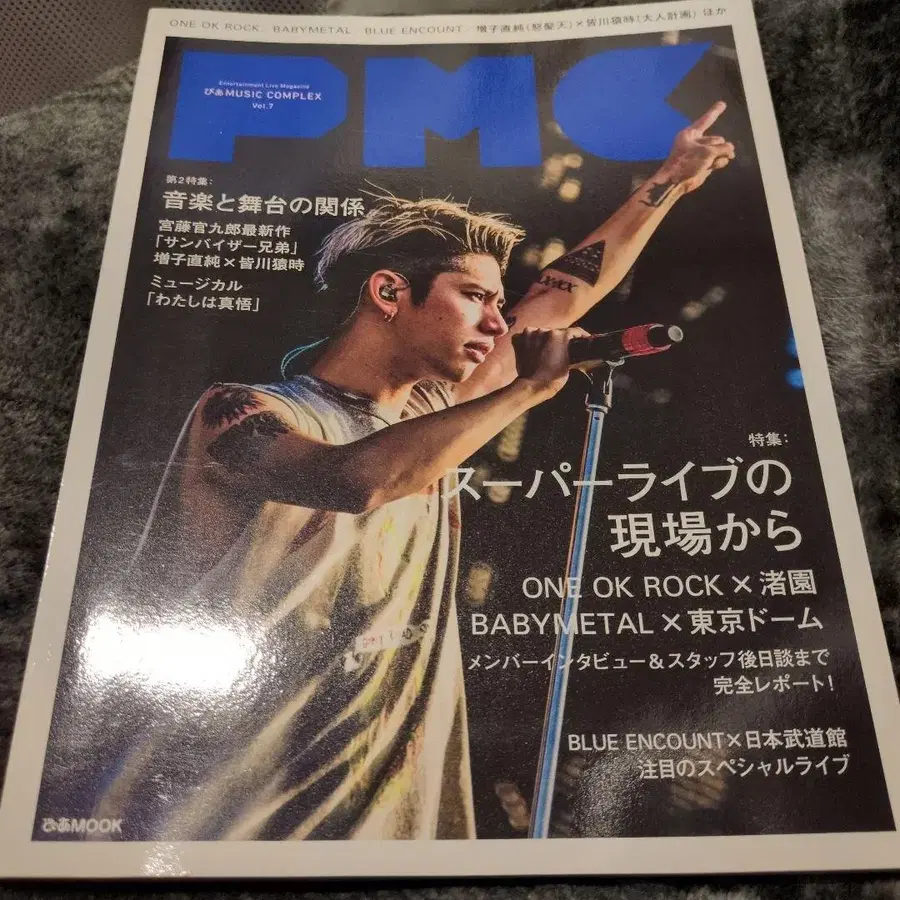 ONE OK ROCK BABYMETAL BLUE ENCOUNT 増子直純(怒髪天)×皆川猿時(大人計画) ほか
PMC
Entertainment Live Magazine
ぴあMUSIC COMPLEX
Vol.7
第2特集:
音楽と舞台の関係
宮藤官九郎最新作
「サンバイザー兄弟」
増子直純×皆川猿時
ミュージカル
「わたしは真悟」
特集:
スーパーライブの
現場から
ONE OK ROCK×渚園
BABYMETAL×東京ドーム
メンバーインタビュー&スタッフ後日談まで
完全レポート!
BLUE ENCOUNT×日本武道館
注目のスペシャルライブ
ぴあMOOK